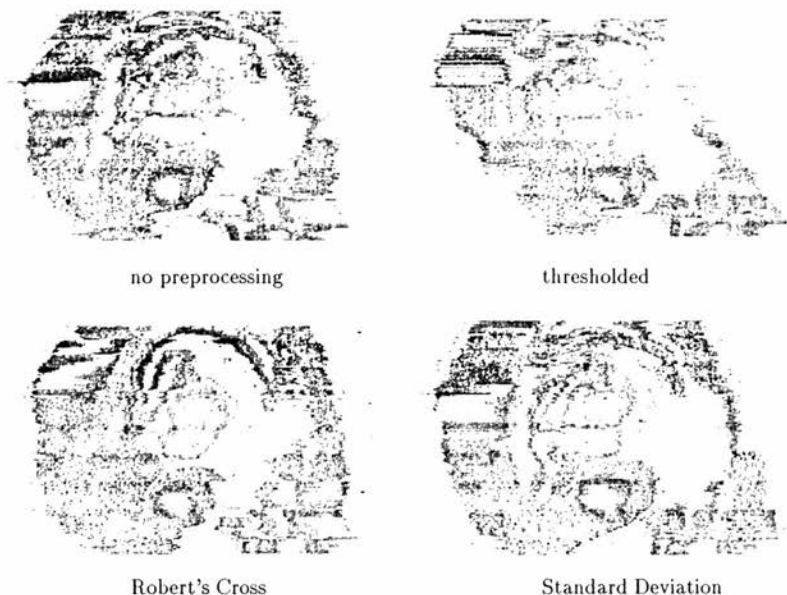 no preprocessing
thresholded
Robert's Cross
Standard Deviation